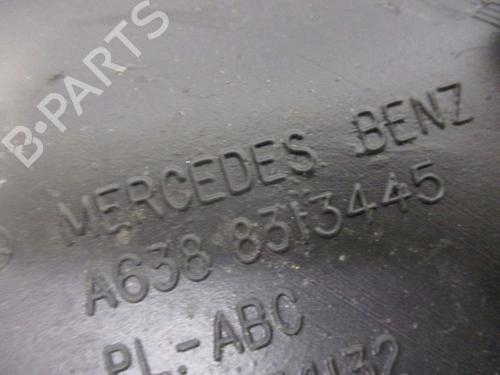 B-PARTS
MERCEDES BENZ
A638 8313445
PL.-ABC